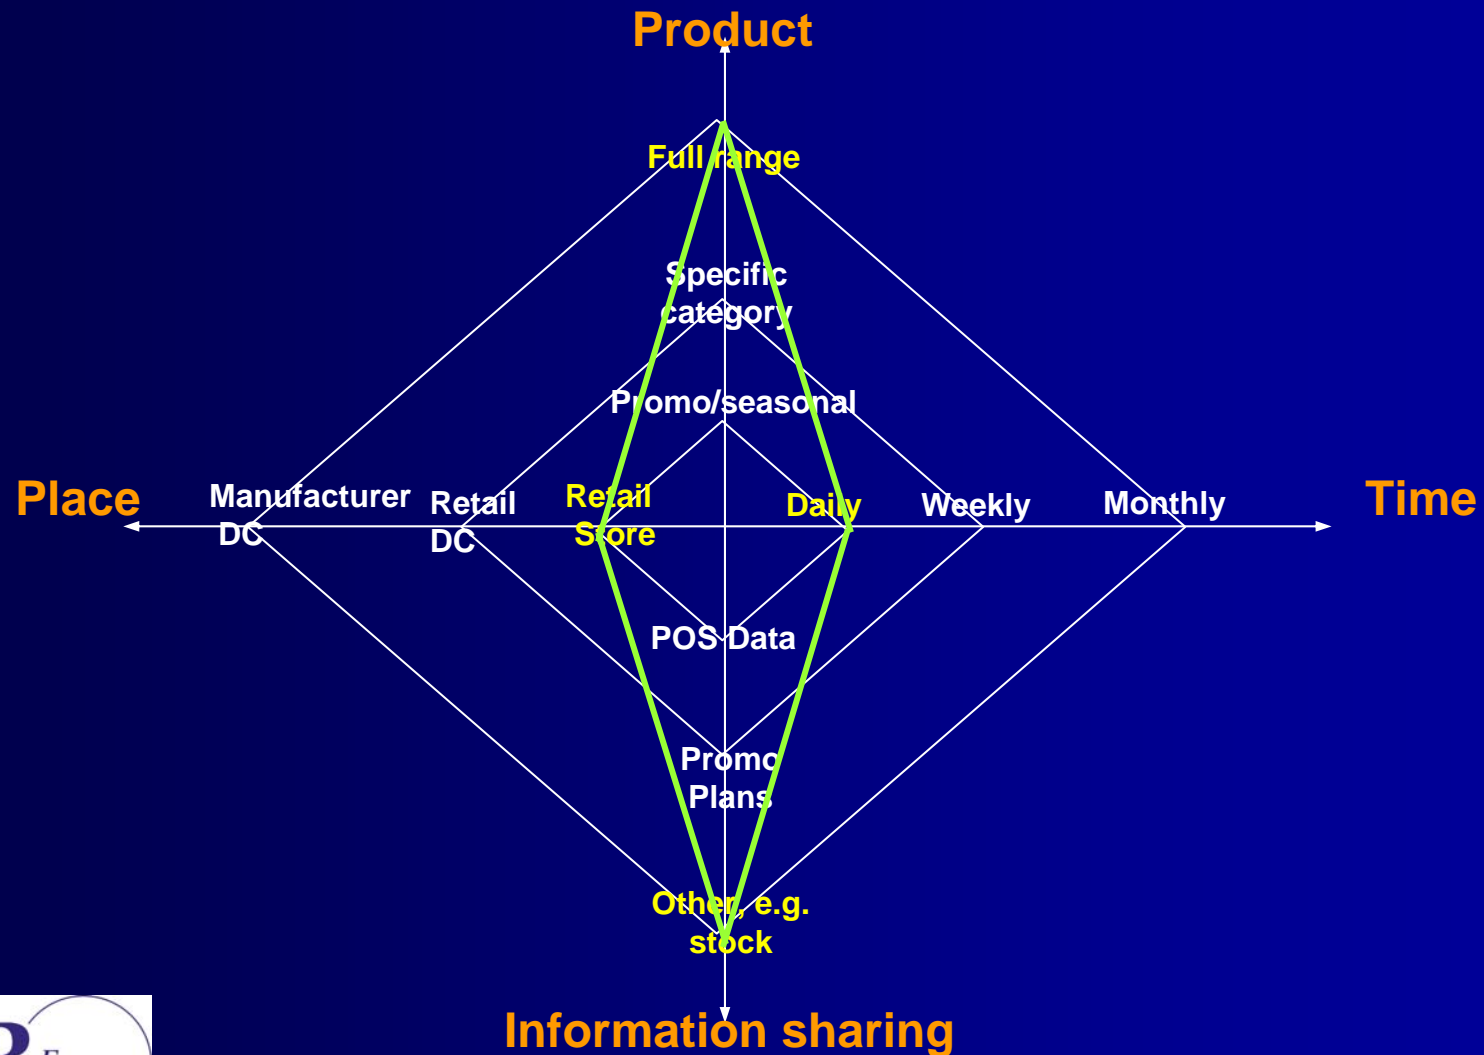 Product
Full range
Specific
category
Promo/seasonal
Place
Manufacturer
DC
Retail
DC
Retail
Store
Daily
Weekly
Monthly
Time
POS Data
Promo
Plans
Other, e.g.
stock
Information sharing